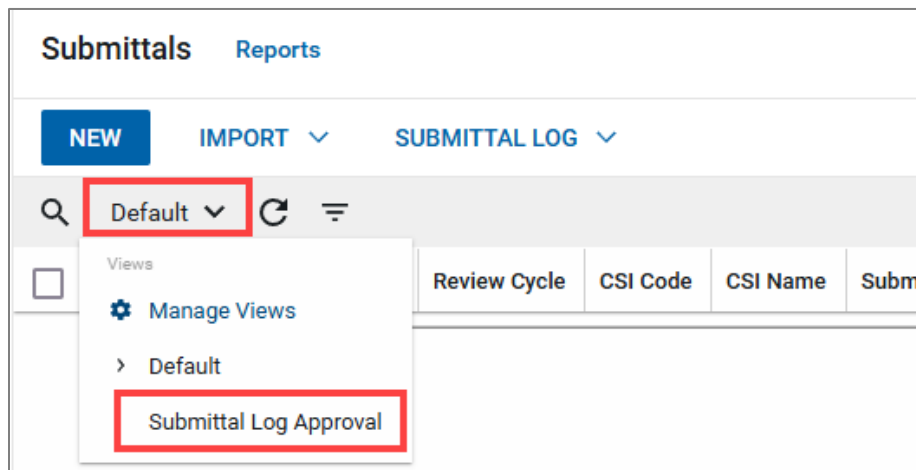 Submittals Reports
NEW IMPORT SUBMITTAL LOG
Default
Views
Review Cycle CSI Code CSI Name Subm
Manage Views
Default
Submittal Log Approval